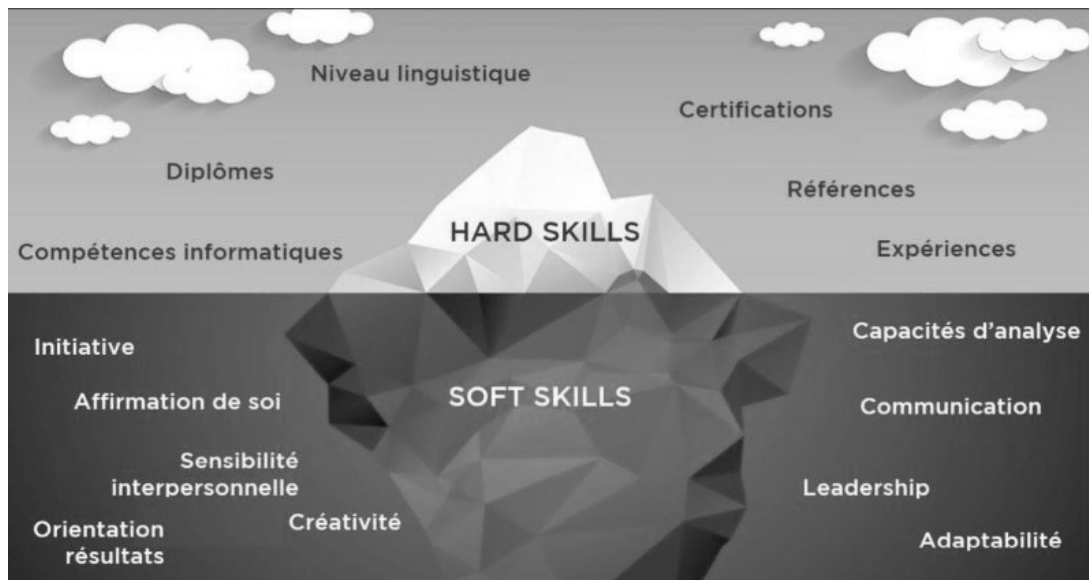 Niveau linguistique
Certifications
Diplômes
Références
HARD SKILLS
Compétences informatiques
Expériences
Initiative
Capacités d'analyse
Affirmation de soi
SOFT SKILLS
Communication
Sensibilité
interpersonnelle
Leadership
Créativité
Orientation
résultats
Adaptabilité